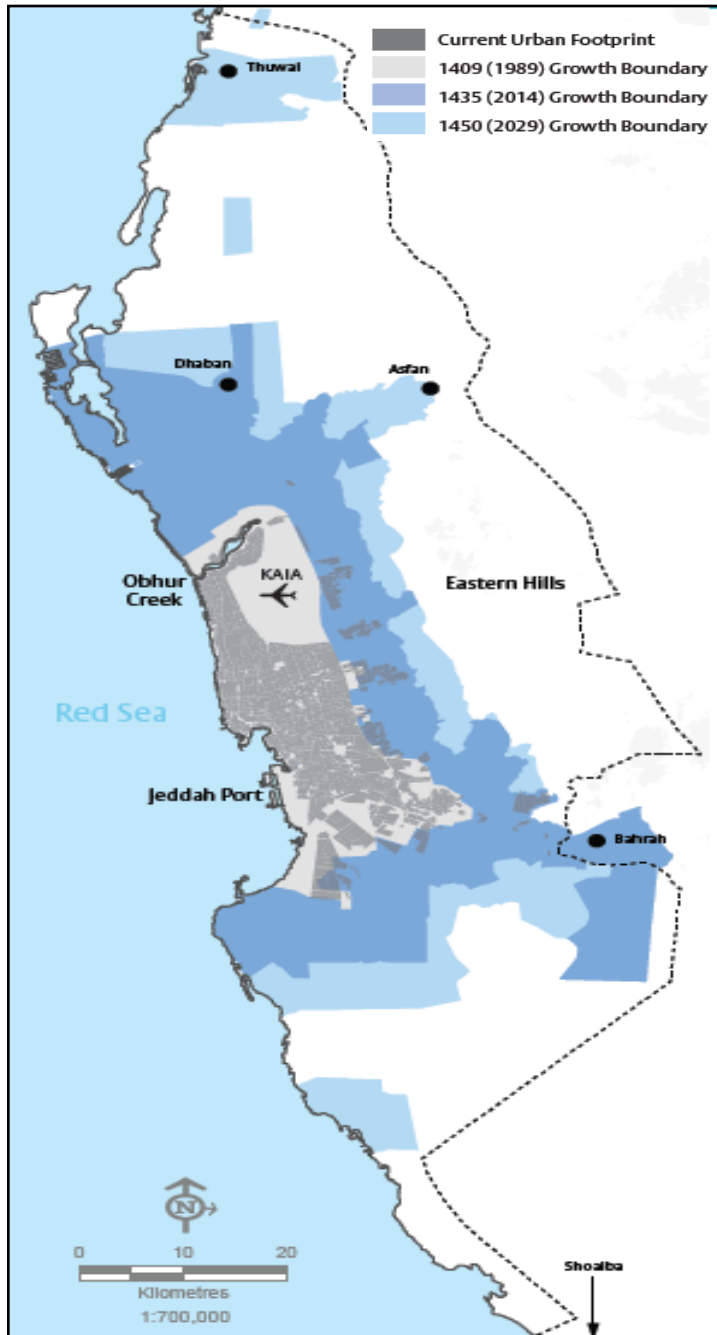 Current Urban Footprint
1409 (1989) Growth Boundary
1435 (2014) Growth Boundary
1450 (2029) Growth Boundary
Thuwal
Dhaban
Asfan
Obhur
Creek
KAIA
Eastern Hills
Red Sea
Jeddah Port
Bahrah
N
0 10 20
Kilometres
1:700,000
Shoaiba